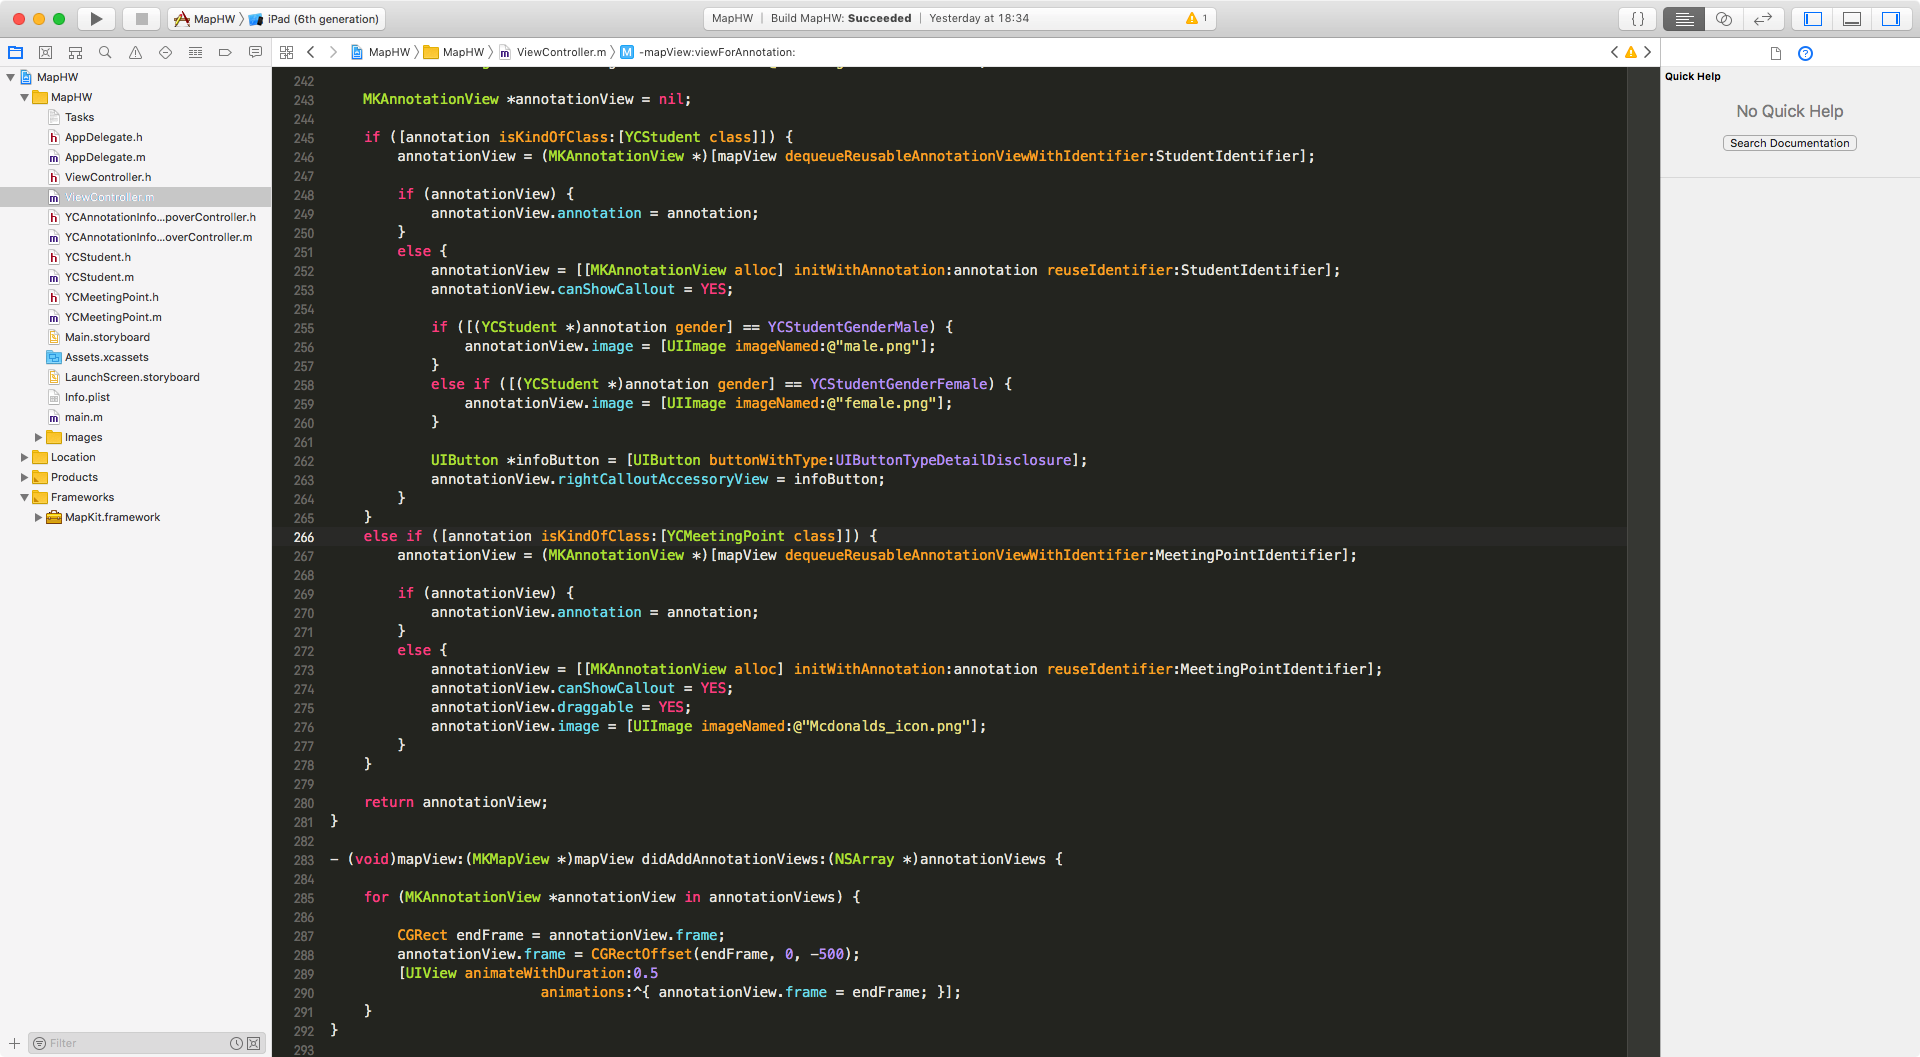 MapHW
iPad (6th generation)
MapHW | Build MapHW: Succeeded | Yesterday at 18:34
1
MapHW
MapHW
ViewController.m
M
-mapView:viewForAnnotation:
MapHW
MapHW
Tasks
AppDelegate.h
AppDelegate.m
ViewController.h
ViewController.m
YCAnnotationInfo...poverController.h
YCAnnotationInfo...overController.m
YCStudent.h
YCStudent.m
YCMeetingPoint.h
YCMeetingPoint.m
Main.storyboard
Assets.xcassets
LaunchScreen.storyboard
Info.plist
main.m
Images
Location
Products
Frameworks
MapKit.framework
Filter
242
243 MKAnnotationView *annotationView = nil;
244
245 if ([annotation isKindOfClass:[YCStudent class]]) {
246 annotationView = (MKAnnotationView *)[mapView dequeueReusableAnnotationViewWithIdentifier:StudentIdentifier];
247
248 if (annotationView) {
249 annotationView.annotation = annotation;
250 }
251 else {
252 annotationView = [[MKAnnotationView alloc] initWithAnnotation:annotation reuseIdentifier:StudentIdentifier];
253 annotationView.canShowCallout = YES;
254
255 if ([(YCStudent *)annotation gender] == YCStudentGenderMale) {
256 annotationView.image = [UIImage imageNamed:@"male.png"];
257 }
258 else if ([(YCStudent *)annotation gender] == YCStudentGenderFemale) {
259 annotationView.image = [UIImage imageNamed:@"female.png"];
260 }
261
262 UIButton *infoButton = [UIButton buttonWithType:UIButtonTypeDetailDisclosure];
263 annotationView.rightCalloutAccessoryView = infoButton;
264 }
265 }
266 else if ([annotation isKindOfClass:[YCMeetingPoint class]]) {
267 annotationView = (MKAnnotationView *)[mapView dequeueReusableAnnotationViewWithIdentifier:MeetingPointIdentifier];
268
269 if (annotationView) {
270 annotationView.annotation = annotation;
271 }
272 else {
273 annotationView = [[MKAnnotationView alloc] initWithAnnotation:annotation reuseIdentifier:MeetingPointIdentifier];
274 annotationView.canShowCallout = YES;
275 annotationView.draggable = YES;
276 annotationView.image = [UIImage imageNamed:@"Mcdonalds_icon.png"];
277 }
278 }
279
280 return annotationView;
281 }
282
283 - (void)mapView:(MKMapView *)mapView didAddAnnotationViews:(NSArray *)annotationViews {
284
285 for (MKAnnotationView *annotationView in annotationViews) {
286
287 CGRect endFrame = annotationView.frame;
288 annotationView.frame = CGRectOffset(endFrame, 0, -500);
289 [UIView animateWithDuration:0.5
290 animations:^{ annotationView.frame = endFrame; }];
291 }
292 }
293
Quick Help
No Quick Help
Search Documentation